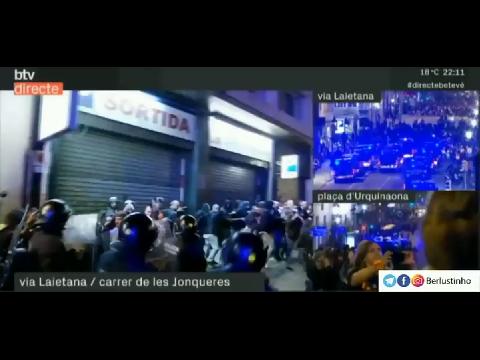 btv
directe
18°C 22:11
#directebetevé
via Laietana
SORTIDA
plaça d'Urquinaona
via Laietana / carrer de les Jonqueres
Berlustinho